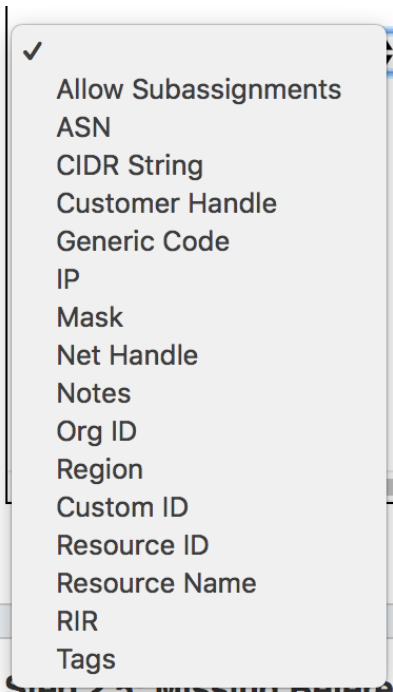 ✓
Allow Subassignments
ASN
CIDR String
Customer Handle
Generic Code
IP
Mask
Net Handle
Notes
Org ID
Region
Custom ID
Resource ID
Resource Name
RIR
Tags